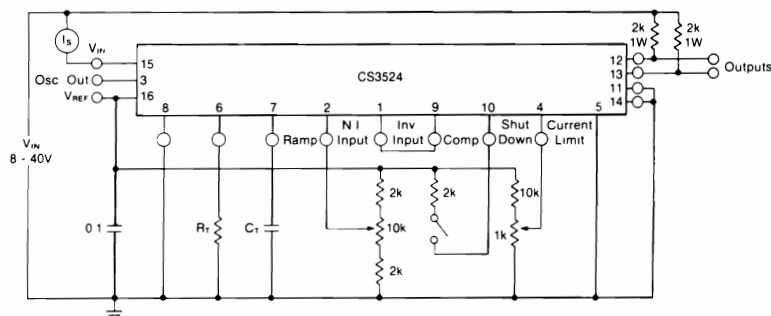 2k 2k
1W 1W
I S
V IN
15
Osc Out
3
V REF
16
CS3524
12
13
11
14
Outputs
8 6 7 2 1 9 10 4 5
Ramp
N I
Input
Inv
Input
Comp
Shut
Down
Current
Limit
V IN
8 - 40V
0 1
R T
C T
2k
10k
2k
2k
10k
1k